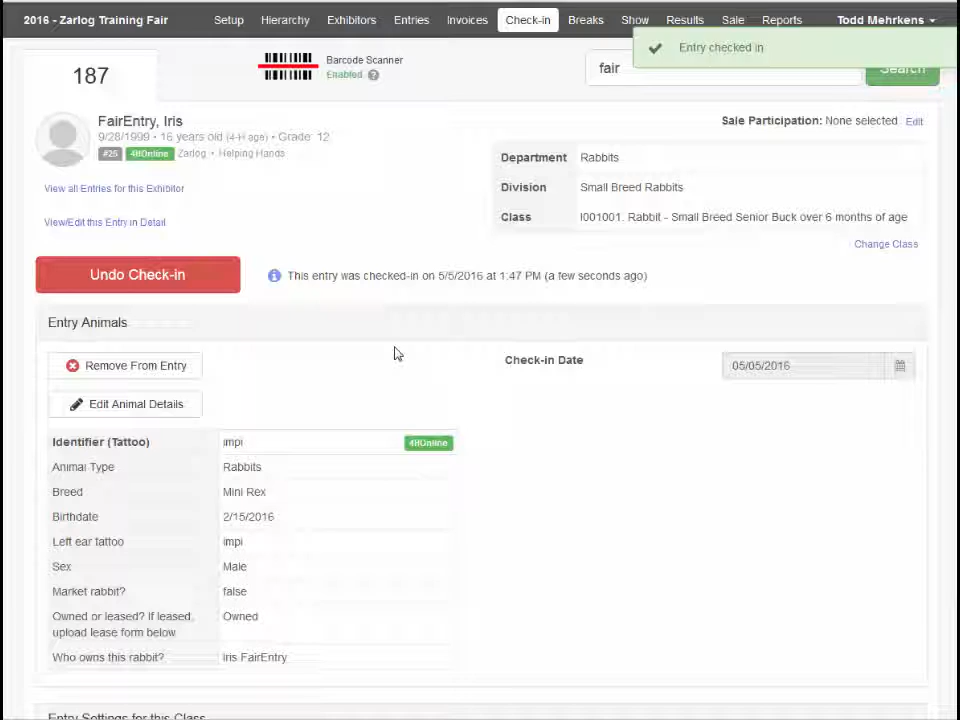 2016 - Zarlog Training Fair Setup Hierarchy Exhibitors Entries Invoices Check-in Breaks Show Results Sale Reports Todd Mehrkens
Entry checked in
187
Barcode Scanner
Enabled ?
fair
Search
FairEntry, Iris
9/28/1999 • 16 years old (4-H age) • Grade: 12
#25 4HOnline Zarlog • Helping Hands
Sale Participation: None selected Edit
View all Entries for this Exhibitor
View/Edit this Entry in Detail
Department Rabbits
Division Small Breed Rabbits
Class I001001. Rabbit - Small Breed Senior Buck over 6 months of age
Change Class
Undo Check-in
This entry was checked-in on 5/5/2016 at 1:47 PM (a few seconds ago)
Entry Animals
Remove From Entry
Check-in Date 05/05/2016
Edit Animal Details
Identifier (Tattoo) impi 4HOnline
Animal Type Rabbits
Breed Mini Rex
Birthdate 2/15/2016
Left ear tattoo impi
Sex Male
Market rabbit? false
Owned or leased? If leased, Owned
upload lease form below
Who owns this rabbit? Iris FairEntry
Entry Settings for this Class